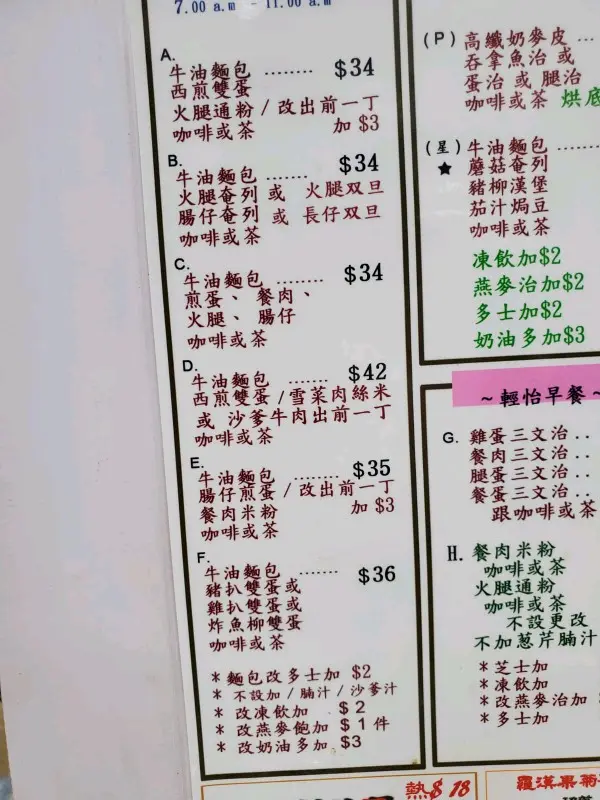 7.00 a.m - 11.00 a.m
A.
牛油麵包 ........ $34
西煎雙蛋
火腿通粉 / 改出前一丁
咖啡或茶 加 $3
B.
牛油麵包 ....... $34
火腿奄列 或 火腿双旦
腸仔奄列 或 長仔双旦
咖啡或茶
C.
牛油麵包 ........ $34
煎蛋、餐肉、
火腿、腸仔
咖啡或茶
D.
牛油麵包 ....... $42
西煎雙蛋 /雪菜肉絲米
或 沙爹牛肉出前一丁
咖啡或茶
E.
牛油麵包 ........ $35
腸仔煎蛋 / 改出前一丁
餐肉米粉 加 $3
咖啡或茶
F.
牛油麵包 ....... $36
豬扒雙蛋或
雞扒雙蛋或
炸魚柳雙蛋
咖啡或茶
* 麵包改多士加 $2
* 不設加 / 腩汁 / 沙爹汁
* 改凍飲加 $ 2
* 改燕麥飽加 $ 1 件
* 改奶油多加 $3
(P) 高纖奶麥皮 ...
吞拿魚治 或
蛋治 或 腿治
咖啡或茶 烘底
(星) 牛油麵包 ........
★ 蘑菇奄列
豬柳漢堡
茄汁焗豆
咖啡或茶
凍飲加$2
燕麥治加$2
多士加$2
奶油多加$3
~ 輕怡早餐 ~
G. 雞蛋三文治 ..
餐肉三文治 ..
腿蛋三文治 ..
餐蛋三文治 ..
跟咖啡或茶
H. 餐肉米粉
咖啡或茶
火腿通粉
咖啡或茶
不設更改
不加葱芹腩汁
* 芝士加
* 凍飲加
* 改燕麥治加
* 多士加
熱$ 18
羅漢果菊